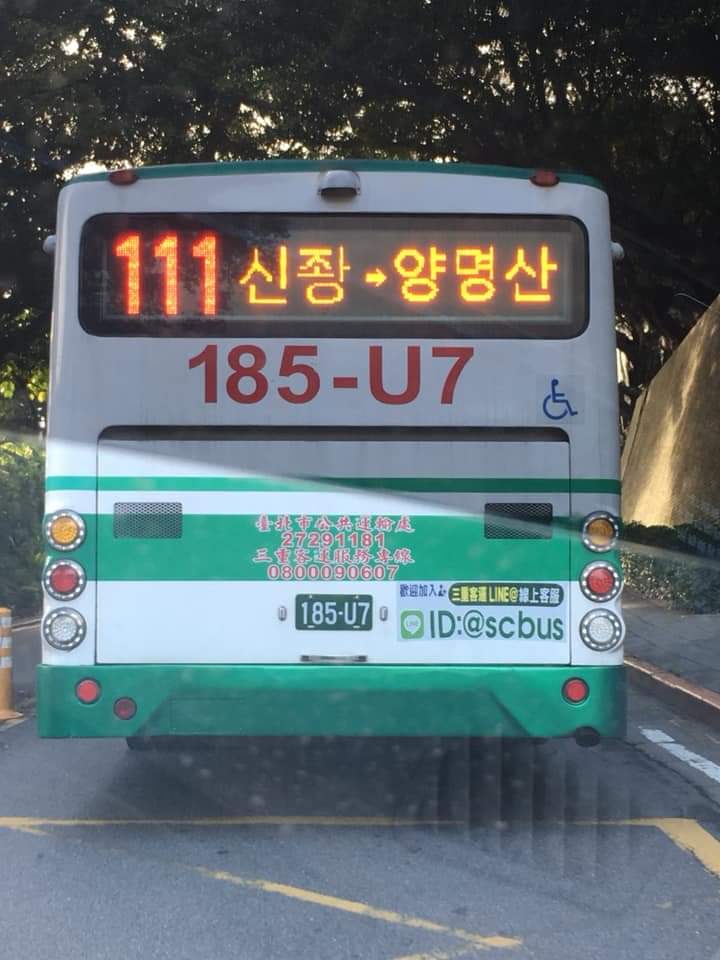 111 신좡→양명산
185-U7
臺北市公共運輸處
27291181
三重客運服務專線
0800090607
185-U7
歡迎加入 三重客運 LINE@線上客服
LINE ID:@scbus